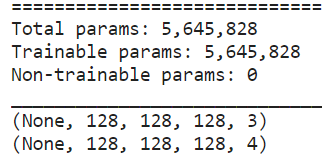 ==============================
Total params: 5,645,828
Trainable params: 5,645,828
Non-trainable params: 0
______________________________
(None, 128, 128, 128, 3)
(None, 128, 128, 128, 4)